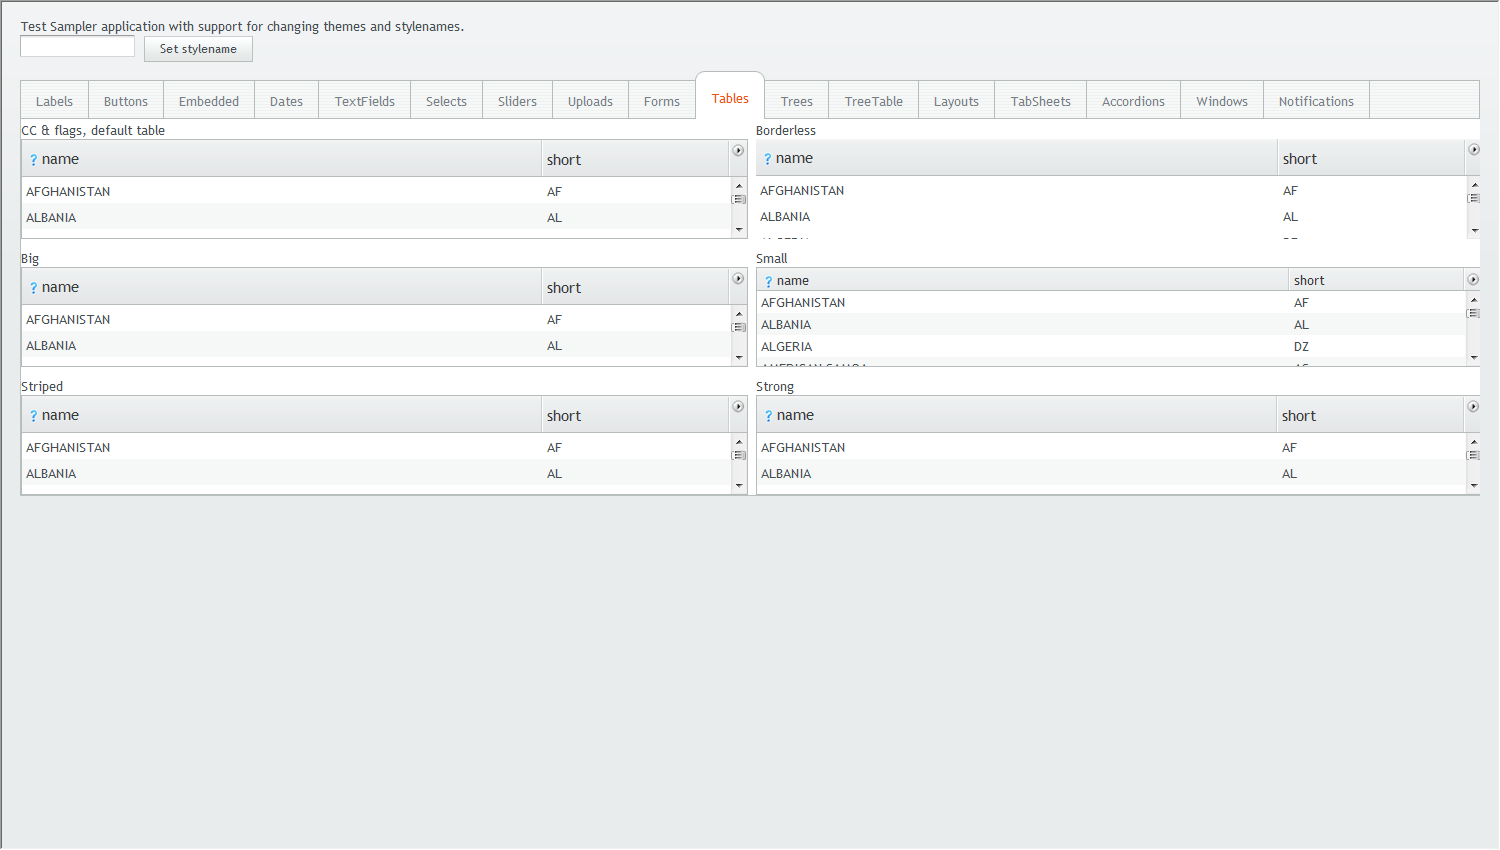 Test Sampler application with support for changing themes and stylenames.
Set stylename
Labels Buttons Embedded Dates TextFields Selects Sliders Uploads Forms Tables Trees TreeTable Layouts TabSheets Accordions Windows Notifications
CC & flags, default table
? name short
AFGHANISTAN AF
ALBANIA AL
Borderless
? name short
AFGHANISTAN AF
ALBANIA AL
Big
? name short
AFGHANISTAN AF
ALBANIA AL
Small
? name short
AFGHANISTAN AF
ALBANIA AL
ALGERIA DZ
Striped
? name short
AFGHANISTAN AF
ALBANIA AL
Strong
? name short
AFGHANISTAN AF
ALBANIA AL